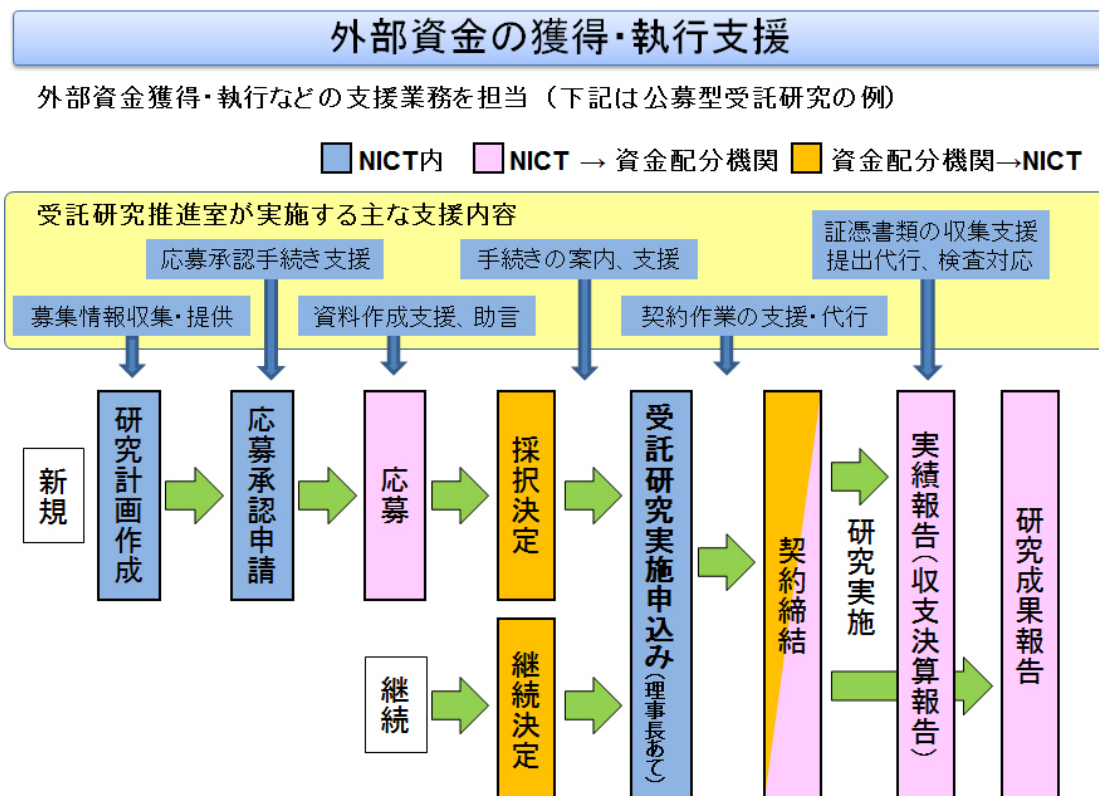 外部資金の獲得・執行支援
外部資金獲得・執行などの支援業務を担当（下記は公募型受託研究の例）
NICT内
NICT → 資金配分機関
資金配分機関→NICT
受託研究推進室が実施する主な支援内容
応募承認手続き支援
手続きの案内、支援
証憑書類の収集支援
提出代行、検査対応
募集情報収集・提供
資料作成支援、助言
契約作業の支援・代行
新規
研究計画作成
応募承認申請
応募
採択決定
受託研究実施申込み（理事長あて）
契約締結
研究実施
実績報告（収支決算報告）
研究成果報告
継続
継続決定